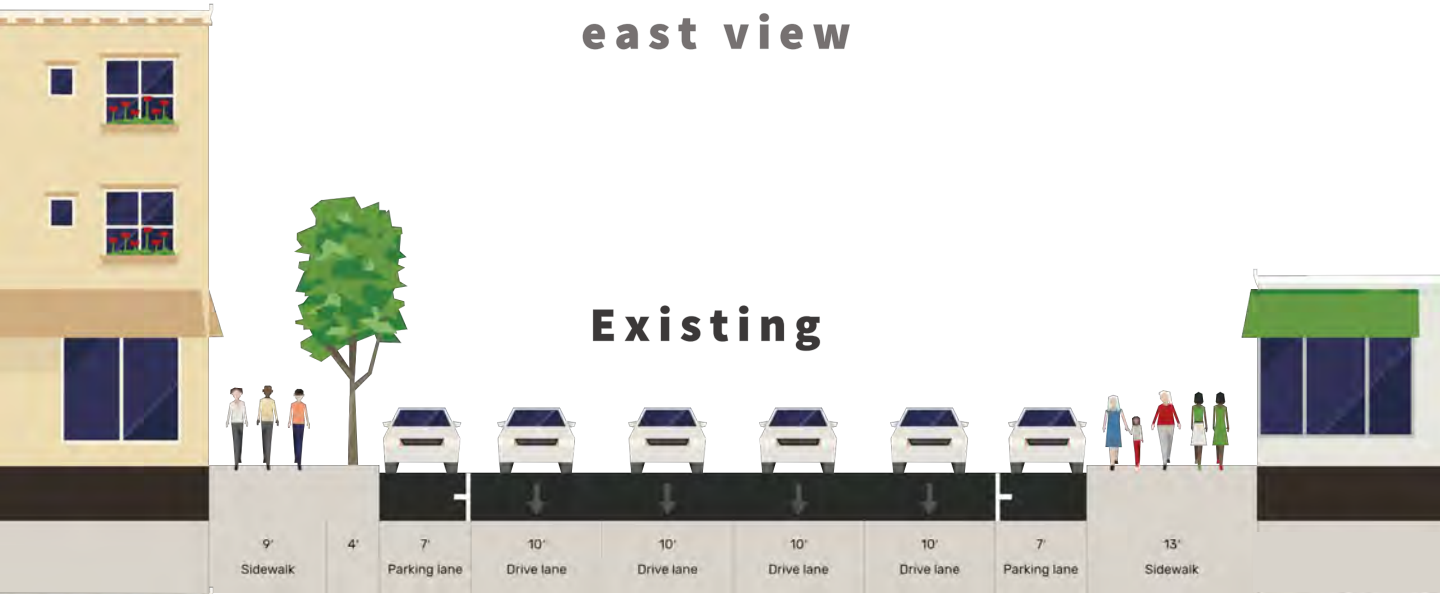 east view
Existing
9' 4' 7' 10' 10' 10' 10' 7' 13'
Sidewalk Parking lane Drive lane Drive lane Drive lane Drive lane Parking lane Sidewalk